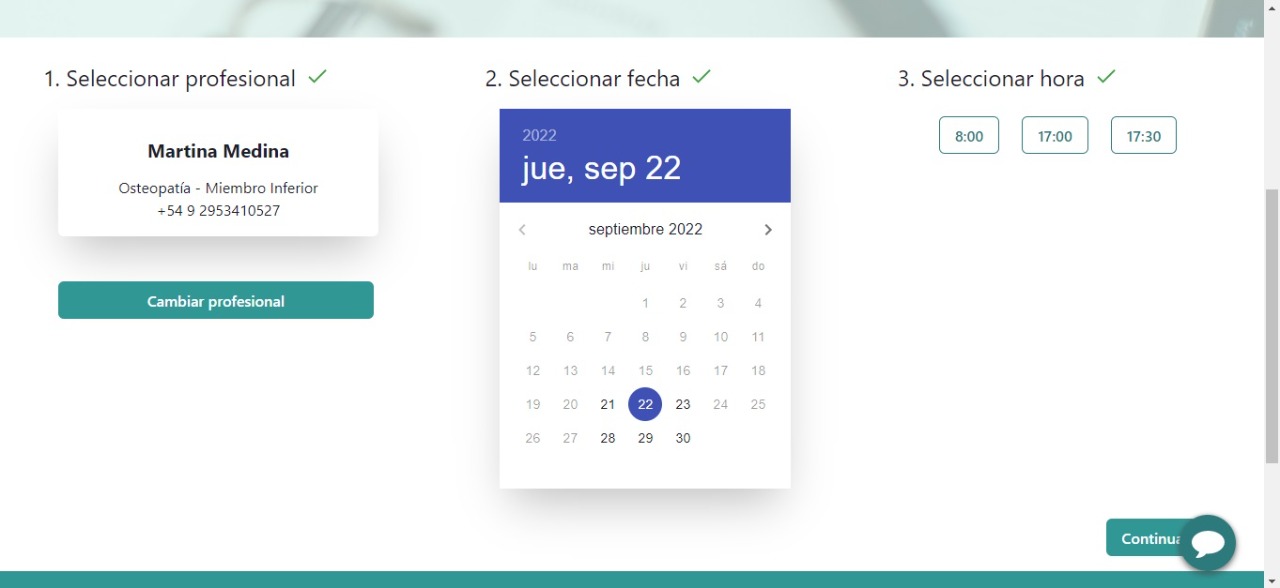 1. Seleccionar profesional
Martina Medina
Osteopatía - Miembro Inferior
+54 9 2953410527
Cambiar profesional
2. Seleccionar fecha
2022
jue, sep 22
septiembre 2022
lu ma mi ju vi sá do
1 2 3 4
5 6 7 8 9 10 11
12 13 14 15 16 17 18
19 20 21 22 23 24 25
26 27 28 29 30
3. Seleccionar hora
8:00 17:00 17:30
Continua